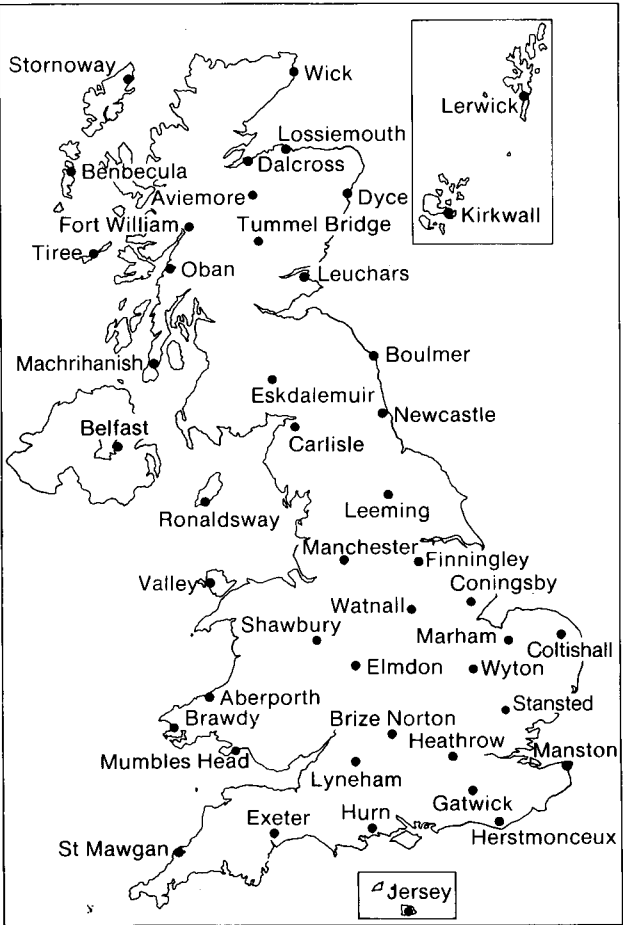 Stornoway
Wick
Lerwick
Lossiemouth
Dalcross
Benbecula
Aviemore
Dyce
Kirkwall
Fort William
Tummel Bridge
Tiree
Oban
Leuchars
Machrihanish
Boulmer
Eskdalemuir
Newcastle
Belfast
Carlisle
Ronaldsway
Leeming
Manchester
Finningley
Valley
Coningsby
Watnall
Shawbury
Marham
Coltishall
Elmdon
Wyton
Aberporth
Stansted
Brawdy
Brize Norton
Heathrow
Mumbles Head
Manston
Lyneham
Gatwick
Exeter
Hurn
Herstmonceux
St Mawgan
Jersey